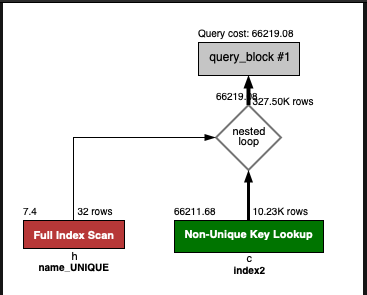 Query cost: 66219.08
query_block #1
66219.08
327.50K rows
nested
loop
7.4
32 rows
66211.68
10.23K rows
Full Index Scan
Non-Unique Key Lookup
h
c
name_UNIQUE
index2